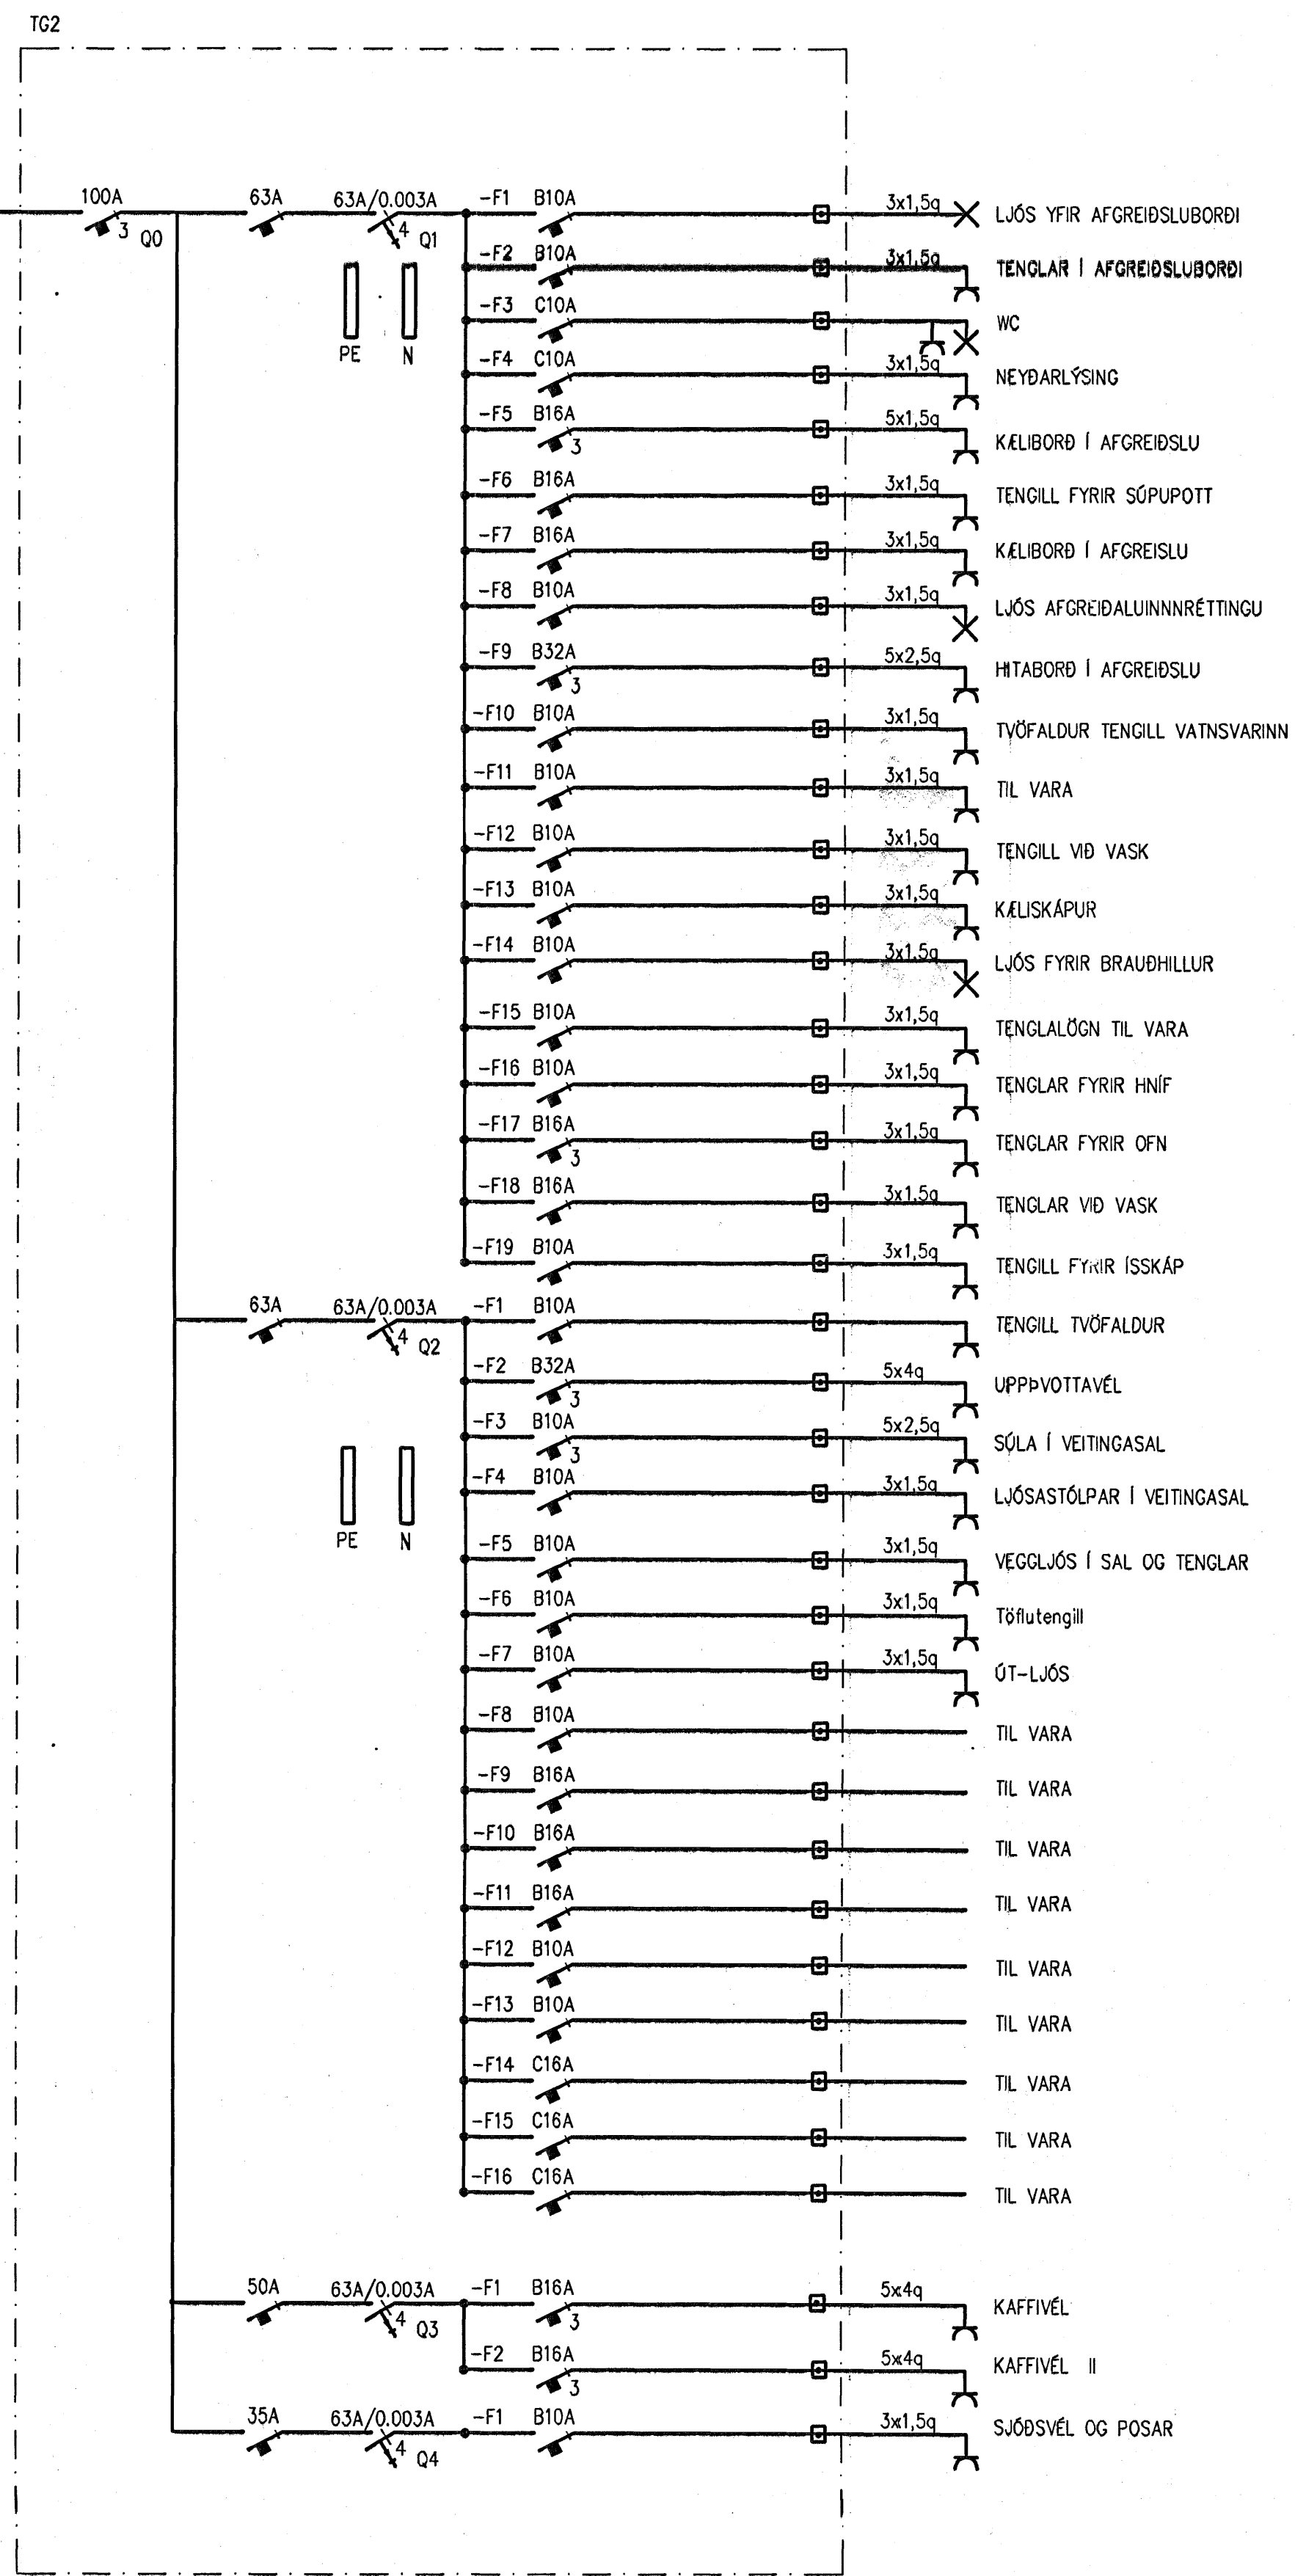 TG2
100A
3 Q0
63A
63A/0.003A
4 Q1
PE N
-F1 B10A 3x1,5q LJÓS YFIR AFGREIÐSLUBORÐI
-F2 B10A 3x1,5q TENGLAR Í AFGREIÐSLUBORÐI
-F3 C10A WC
-F4 C10A 3x1,5q NEYÐARLÝSING
-F5 B16A 3 5x1,5q KÆLIBORÐ Í AFGREIÐSLU
-F6 B16A 3x1,5q TENGILL FYRIR SÚPUPOTT
-F7 B16A 3x1,5q KÆLIBORÐ Í AFGREISLU
-F8 B10A 3x1,5q LJÓS AFGREIÐALUINNNRÉTTINGU
-F9 B32A 3 5x2,5q HITABORÐ Í AFGREIÐSLU
-F10 B10A 3x1,5q TVÖFALDUR TENGILL VATNSVARINN
-F11 B10A 3x1,5q TIL VARA
-F12 B10A 3x1,5q TENGILL VIÐ VASK
-F13 B10A 3x1,5q KÆLISKÁPUR
-F14 B10A 3x1,5q LJÓS FYRIR BRAUÐHILLUR
-F15 B10A 3x1,5q TENGLALÖGN TIL VARA
-F16 B10A 3x1,5q TENGLAR FYRIR HNÍF
-F17 B16A 3 3x1,5q TENGLAR FYRIR OFN
-F18 B16A 3x1,5q TENGLAR VIÐ VASK
-F19 B10A 3x1,5q TENGILL FYRIR ÍSSKÁP
63A
63A/0.003A
4 Q2
PE N
-F1 B10A TENGILL TVÖFALDUR
-F2 B32A 3 5x4q UPPÞVOTTAVÉL
-F3 B10A 3 5x2,5q SÚLA Í VEITINGASAL
-F4 B10A 3x1,5q LJÓSASTÓLPAR Í VEITINGASAL
-F5 B10A 3x1,5q VEGGLJÓS Í SAL OG TENGLAR
-F6 B10A 3x1,5q Töflutengill
-F7 B10A 3x1,5q ÚT-LJÓS
-F8 B10A TIL VARA
-F9 B16A TIL VARA
-F10 B16A TIL VARA
-F11 B16A TIL VARA
-F12 B10A TIL VARA
-F13 B10A TIL VARA
-F14 C16A TIL VARA
-F15 C16A TIL VARA
-F16 C16A TIL VARA
50A
63A/0.003A
4 Q3
-F1 B16A 3 5x4q KAFFIVÉL
-F2 B16A 3 5x4q KAFFIVÉL II
35A
63A/0.003A
4 Q4
-F1 B10A 3x1,5q SJÓÐSVÉL OG POSAR